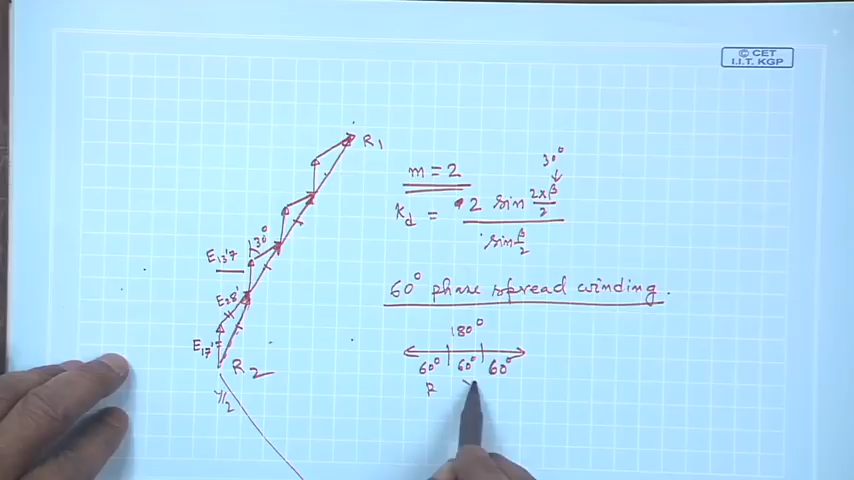 © CET
I.I.T. KGP
R1
m = 2
30°
Kd = 2 sin 2×β/2
sin β/2
30°
E13'7
E28'
E17'
R2
Y/2
60° phase spread winding.
180°
60° 60° 60°
R